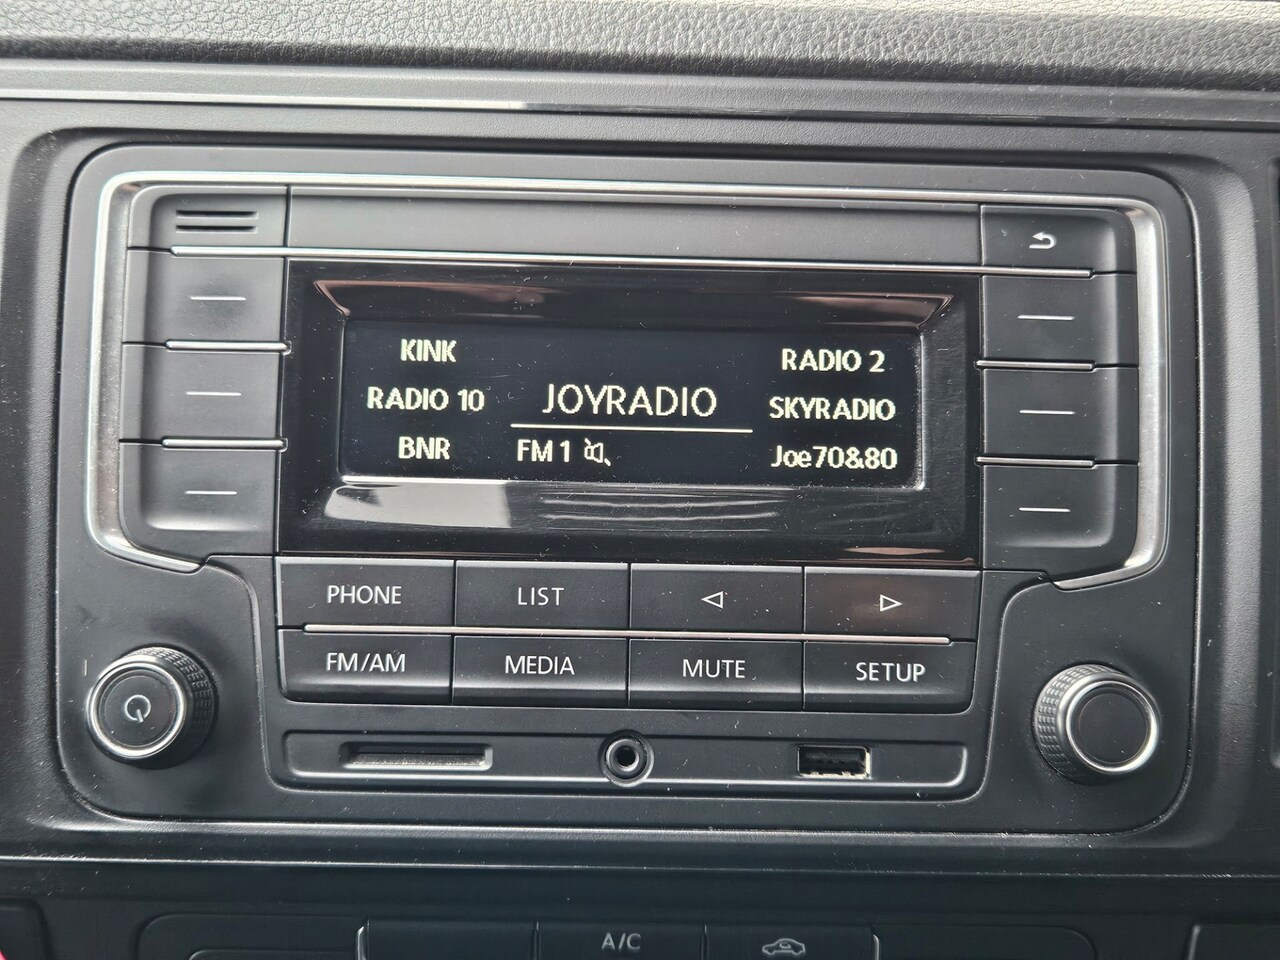 KINK
RADIO 10
BNR
JOYRADIO
FM 1
RADIO 2
SKYRADIO
Joe70&80
PHONE
LIST
FM/AM
MEDIA
MUTE
SETUP
A/C